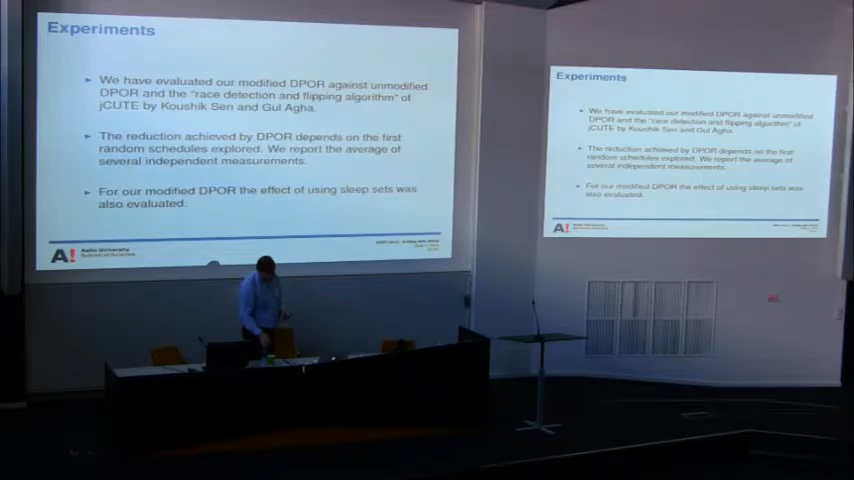 Experiments
► We have evaluated our modified DPOR against unmodified
DPOR and the "race detection and flipping algorithm" of
jCUTE by Koushik Sen and Gul Agha.
► The reduction achieved by DPOR depends on the first
random schedules explored. We report the average of
several independent measurements.
► For our modified DPOR the effect of using sleep sets was
also evaluated.
A! Aalto University
School of Science
Experiments
► We have evaluated our modified DPOR against unmodified
DPOR and the "race detection and flipping algorithm" of
jCUTE by Koushik Sen and Gul Agha.
► The reduction achieved by DPOR depends on the first
random schedules explored. We report the average of
several independent measurements.
► For our modified DPOR the effect of using sleep sets was
also evaluated.
A!